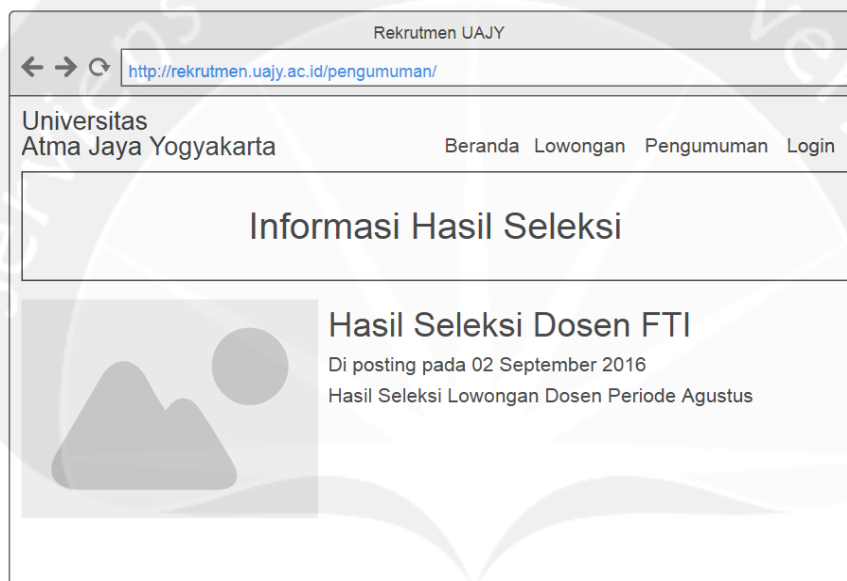 Rekrutmen UAJY
http://rekrutmen.uajy.ac.id/pengumuman/
Universitas
Atma Jaya Yogyakarta
Beranda Lowongan Pengumuman Login
Informasi Hasil Seleksi
Hasil Seleksi Dosen FTI
Di posting pada 02 September 2016
Hasil Seleksi Lowongan Dosen Periode Agustus